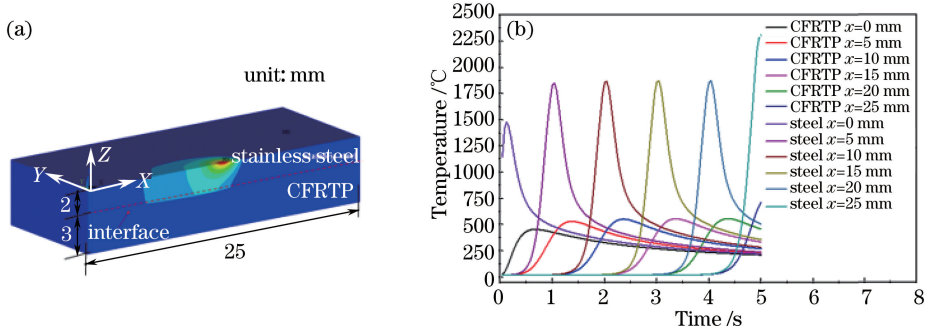 (a)
unit: mm
Z
Y
X
stainless steel
CFRTP
2
3
interface
25
(b)
Temperature /℃
2500
2250
2000
1750
1500
1250
1000
750
500
250
0
0 1 2 3 4 5 6 7 8
Time /s
CFRTP x=0 mm
CFRTP x=5 mm
CFRTP x=10 mm
CFRTP x=15 mm
CFRTP x=20 mm
CFRTP x=25 mm
steel x=0 mm
steel x=5 mm
steel x=10 mm
steel x=15 mm
steel x=20 mm
steel x=25 mm